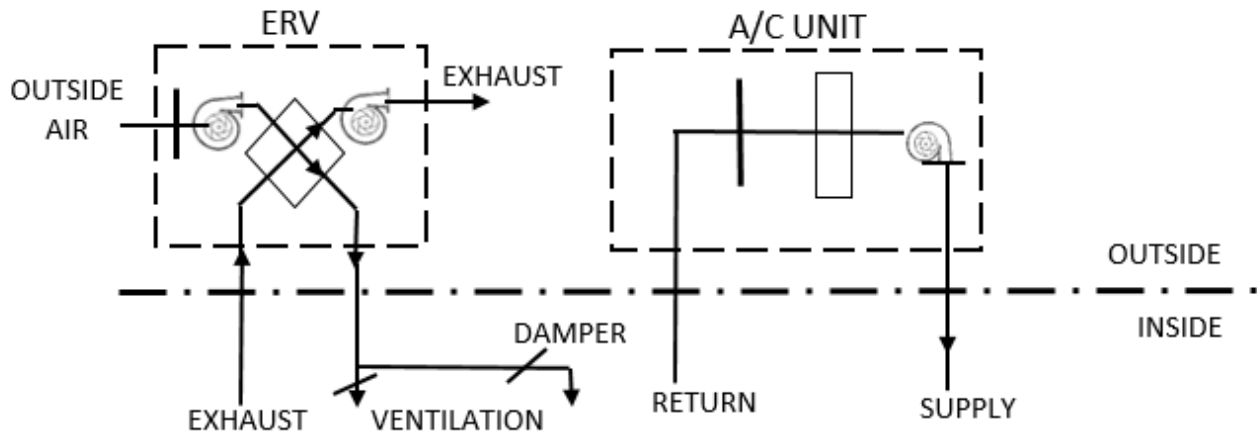 ERV
A/C UNIT
OUTSIDE
AIR
EXHAUST
OUTSIDE
INSIDE
DAMPER
EXHAUST
VENTILATION
RETURN
SUPPLY